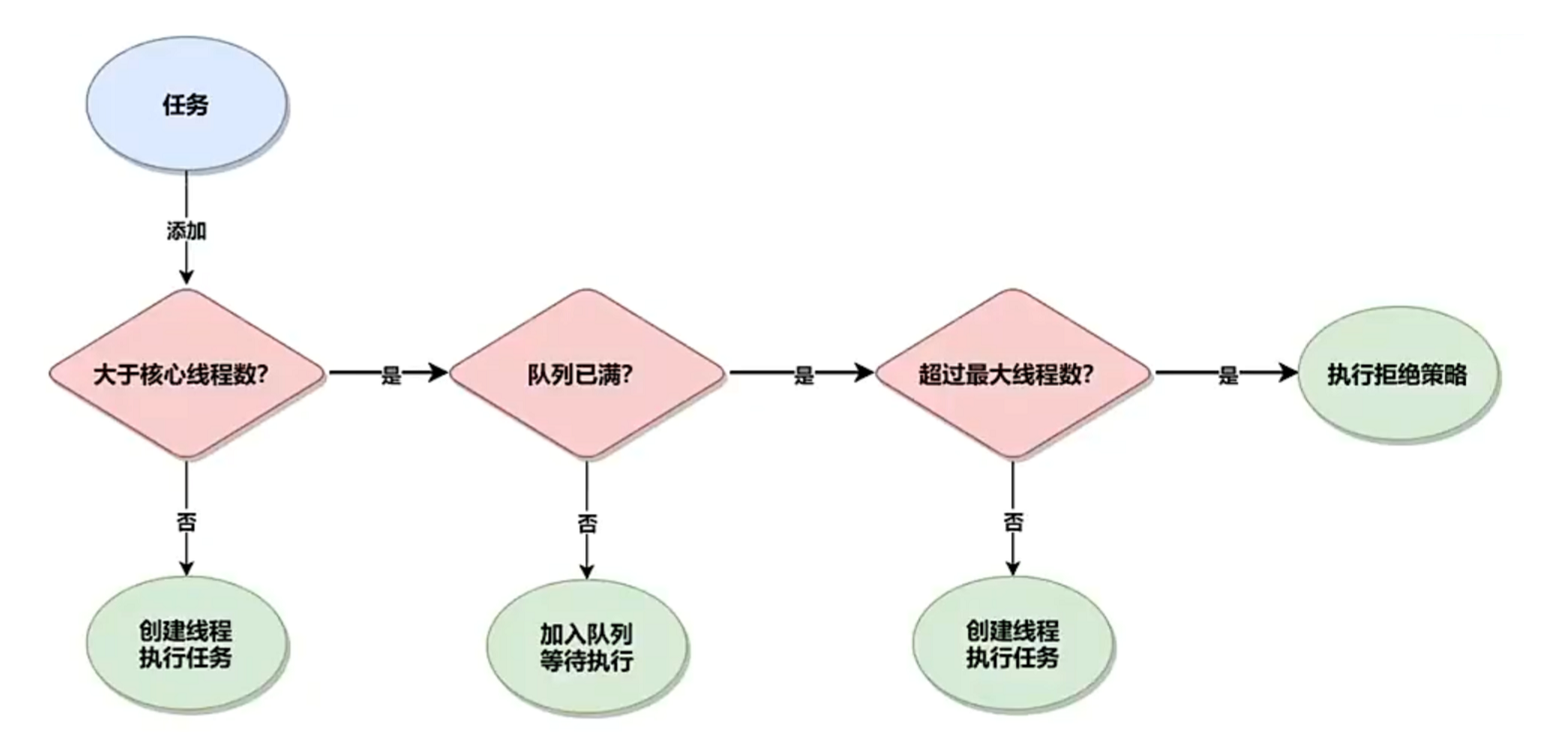 任务
添加
大于核心线程数?
是
队列已满?
是
超过最大线程数?
是
执行拒绝策略
否
否
否
创建线程
执行任务
加入队列
等待执行
创建线程
执行任务